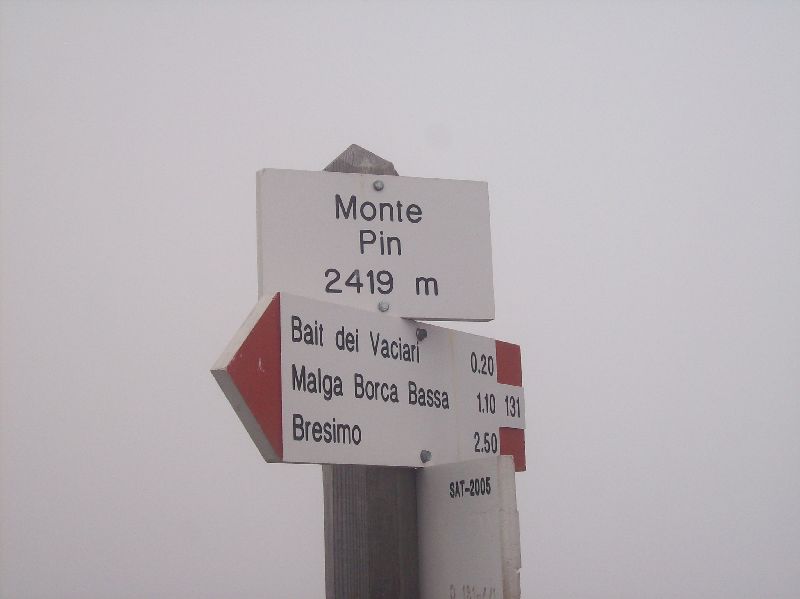 Monte
Pin
2419 m
Bait dei Vaciari 0.20
Malga Borca Bassa 1.10 131
Bresimo 2.50
SAT-2005